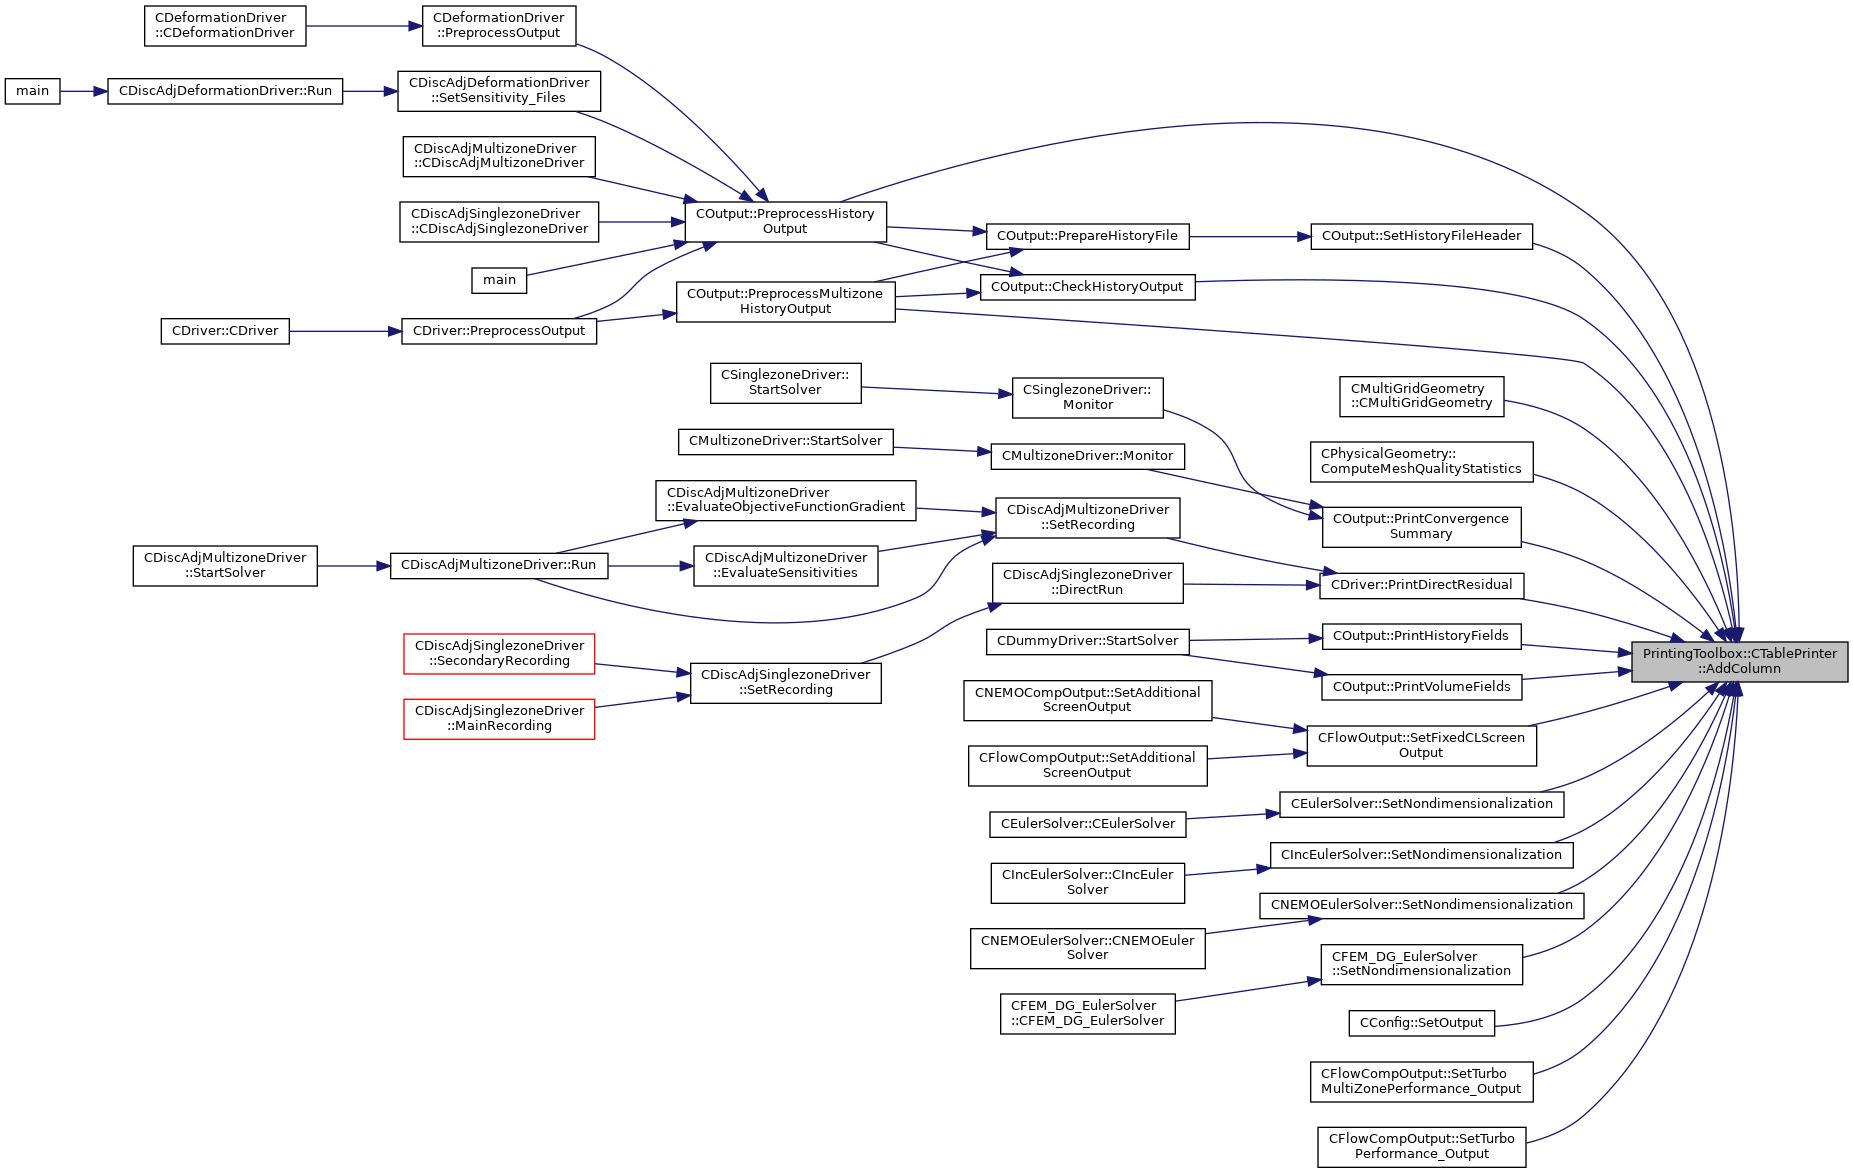 CDeformationDriver
::CDeformationDriver
CDeformationDriver
::PreprocessOutput
main
CDiscAdjDeformationDriver::Run
CDiscAdjDeformationDriver
::SetSensitivity_Files
CDiscAdjMultizoneDriver
::CDiscAdjMultizoneDriver
CDiscAdjSinglezoneDriver
::CDiscAdjSinglezoneDriver
COutput::PreprocessHistory
Output
main
COutput::PrepareHistoryFile
COutput::SetHistoryFileHeader
COutput::CheckHistoryOutput
COutput::PreprocessMultizone
HistoryOutput
CDriver::CDriver
CDriver::PreprocessOutput
CSinglezoneDriver::
StartSolver
CSinglezoneDriver::
Monitor
CMultiGridGeometry
::CMultiGridGeometry
CMultizoneDriver::StartSolver
CMultizoneDriver::Monitor
CPhysicalGeometry::
ComputeMeshQualityStatistics
CDiscAdjMultizoneDriver
::EvaluateObjectiveFunctionGradient
CDiscAdjMultizoneDriver
::SetRecording
COutput::PrintConvergence
Summary
CDiscAdjMultizoneDriver
::StartSolver
CDiscAdjMultizoneDriver::Run
CDiscAdjMultizoneDriver
::EvaluateSensitivities
CDiscAdjSinglezoneDriver
::DirectRun
CDriver::PrintDirectResidual
CDiscAdjSinglezoneDriver
::SecondaryRecording
CDummyDriver::StartSolver
COutput::PrintHistoryFields
PrintingToolbox::CTablePrinter
::AddColumn
CDiscAdjSinglezoneDriver
::SetRecording
COutput::PrintVolumeFields
CDiscAdjSinglezoneDriver
::MainRecording
CNEMOCompOutput::SetAdditional
ScreenOutput
CFlowOutput::SetFixedCLScreen
Output
CFlowCompOutput::SetAdditional
ScreenOutput
CEulerSolver::SetNondimensionalization
CEulerSolver::CEulerSolver
CIncEulerSolver::SetNondimensionalization
CIncEulerSolver::CIncEuler
Solver
CNEMOEulerSolver::SetNondimensionalization
CNEMOEulerSolver::CNEMOEuler
Solver
CFEM_DG_EulerSolver
::SetNondimensionalization
CFEM_DG_EulerSolver
::CFEM_DG_EulerSolver
CConfig::SetOutput
CFlowCompOutput::SetTurbo
MultiZonePerformance_Output
CFlowCompOutput::SetTurbo
Performance_Output